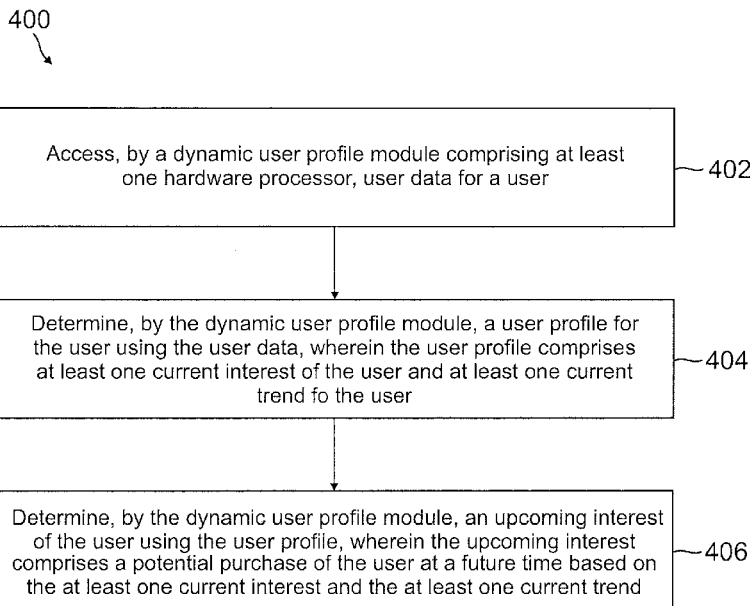 400
Access, by a dynamic user profile module comprising at least
one hardware processor, user data for a user
402
Determine, by the dynamic user profile module, a user profile for
the user using the user data, wherein the user profile comprises
at least one current interest of the user and at least one current
trend fo the user
404
Determine, by the dynamic user profile module, an upcoming interest
of the user using the user profile, wherein the upcoming interest
comprises a potential purchase of the user at a future time based on
the at least one current interest and the at least one current trend
406